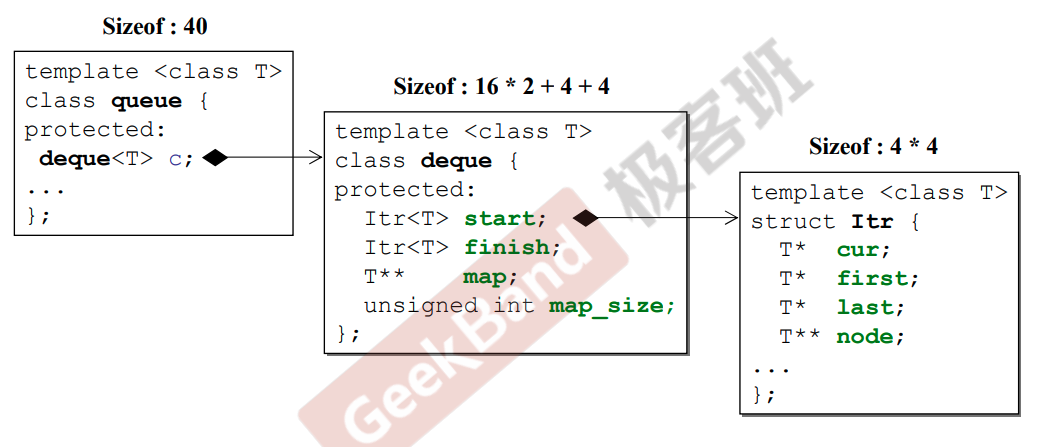 Sizeof : 40
template <class T>
class queue {
protected:
 deque<T> c;
...
};
Sizeof : 16 * 2 + 4 + 4
template <class T>
class deque {
protected:
  Itr<T> start;
  Itr<T> finish;
  T**    map;
  unsigned int map_size;
};
Sizeof : 4 * 4
template <class T>
struct Itr {
  T*  cur;
  T*  first;
  T*  last;
  T** node;
...
};
GeekBand 极客班